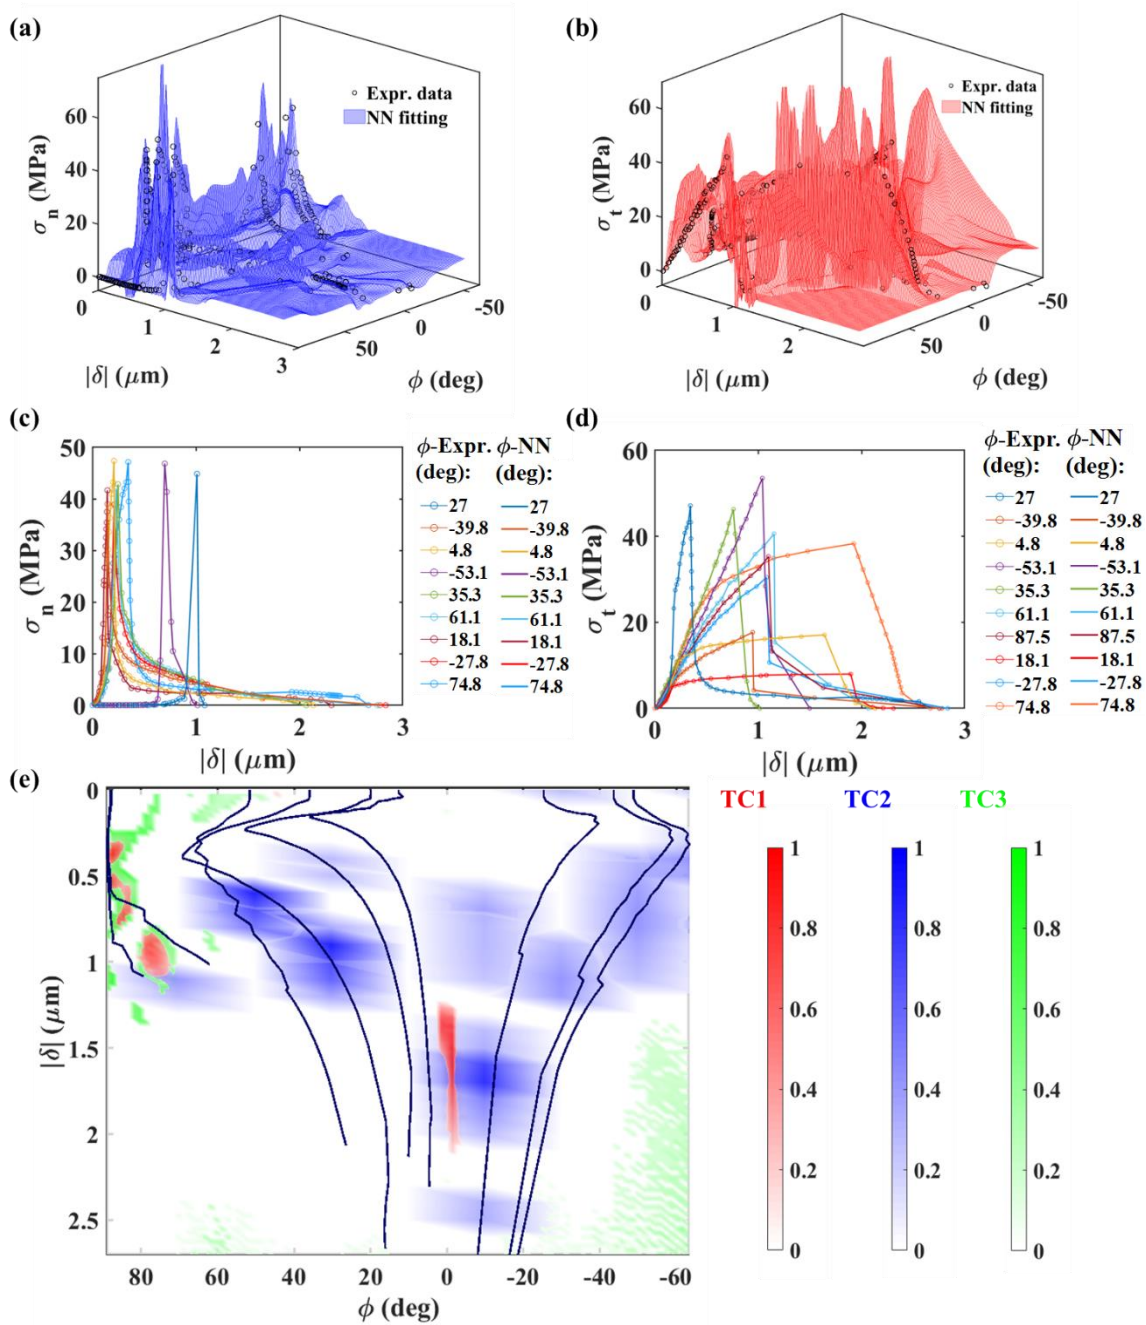 (a)
Expr. data
NN fitting
σn (MPa)
60
40
20
0
0
1
2
3
|δ| (μm)
50
0
-50
ϕ (deg)
(b)
Expr. data
NN fitting
σt (MPa)
60
40
20
0
0
1
2
|δ| (μm)
50
0
-50
ϕ (deg)
(c)
σn (MPa)
50
40
30
20
10
0
0 1 2 3
|δ| (μm)
ϕ-Expr. ϕ-NN
(deg): (deg):
27 27
-39.8 -39.8
4.8 4.8
-53.1 -53.1
35.3 35.3
61.1 61.1
18.1 18.1
-27.8 -27.8
74.8 74.8
(d)
σt (MPa)
60
40
20
0
0 1 2 3
|δ| (μm)
ϕ-Expr. ϕ-NN
(deg): (deg):
27 27
-39.8 -39.8
4.8 4.8
-53.1 -53.1
35.3 35.3
61.1 61.1
87.5 87.5
18.1 18.1
-27.8 -27.8
74.8 74.8
(e)
|δ| (μm)
0
0.5
1
1.5
2
2.5
80 60 40 20 0 -20 -40 -60
ϕ (deg)
TC1 TC2 TC3
1 1 1
0.8 0.8 0.8
0.6 0.6 0.6
0.4 0.4 0.4
0.2 0.2 0.2
0 0 0